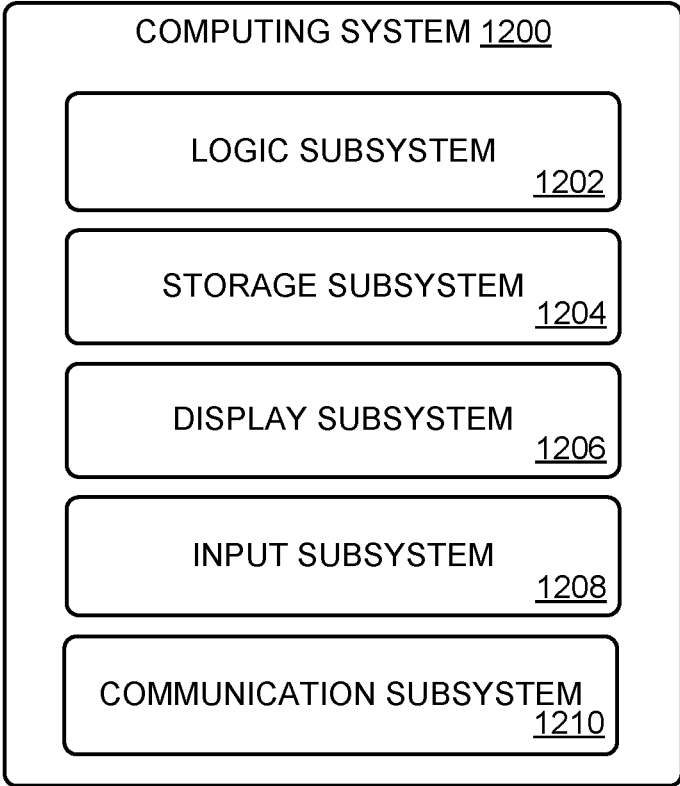 COMPUTING SYSTEM 1200
LOGIC SUBSYSTEM
1202
STORAGE SUBSYSTEM
1204
DISPLAY SUBSYSTEM
1206
INPUT SUBSYSTEM
1208
COMMUNICATION SUBSYSTEM
1210